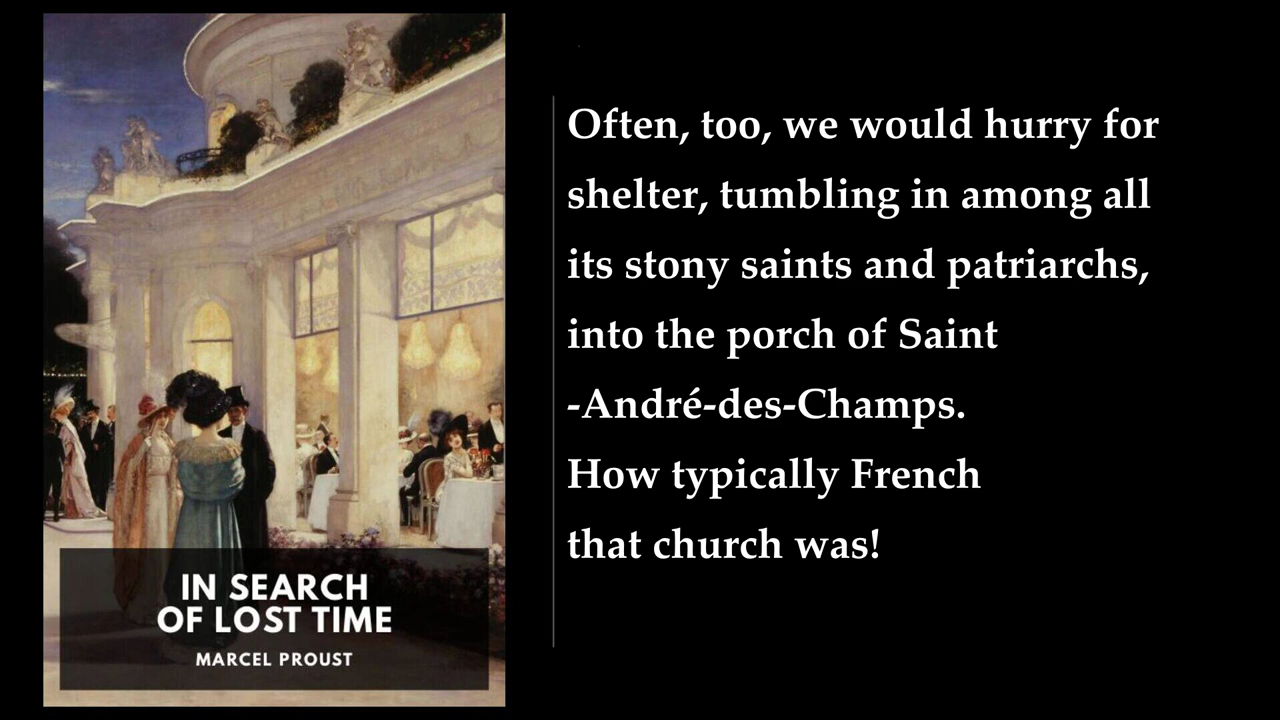 IN SEARCH
OF LOST TIME
MARCEL PROUST
Often, too, we would hurry for
shelter, tumbling in among all
its stony saints and patriarchs,
into the porch of Saint
-André-des-Champs.
How typically French
that church was!